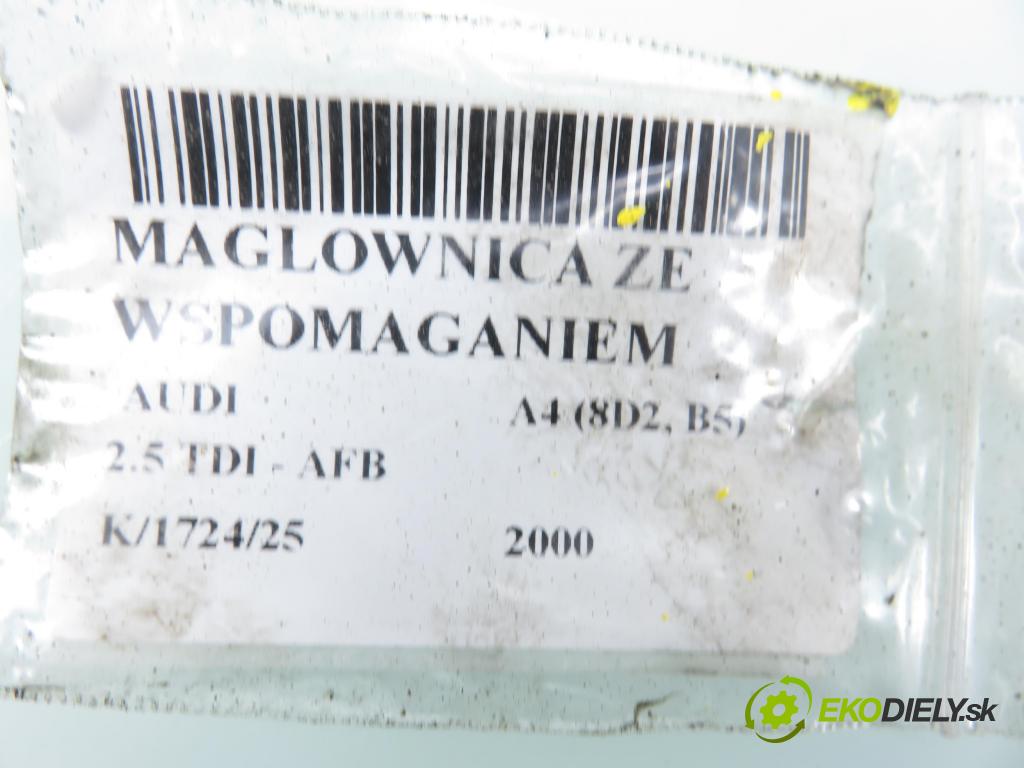 MAGLOWNICA ZE
WSPOMAGANIEM
AUDI A4 (8D2, B5)
2.5 TDI - AFB
K/1724/25 2000
EKODIELY.sk